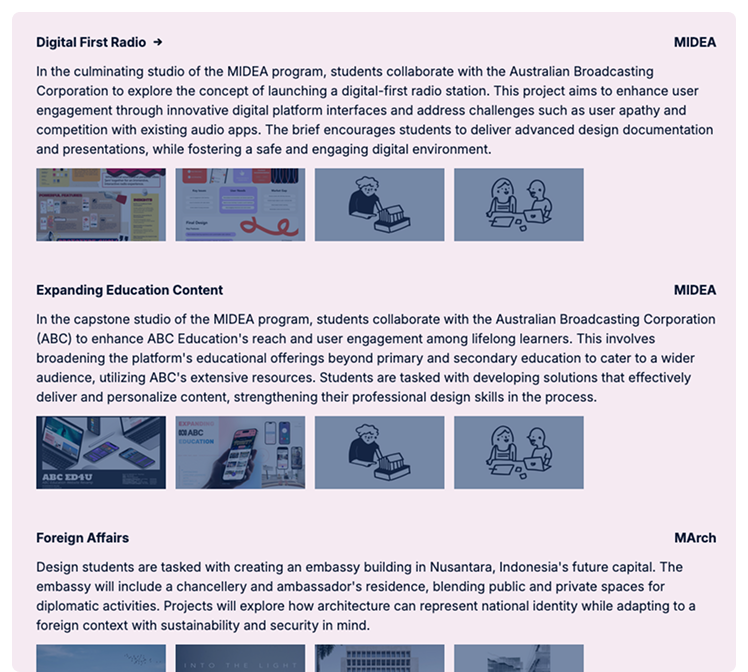 Digital First Radio → MIDEA
In the culminating studio of the MIDEA program, students collaborate with the Australian Broadcasting
Corporation to explore the concept of launching a digital-first radio station. This project aims to enhance user
engagement through innovative digital platform interfaces and address challenges such as user apathy and
competition with existing audio apps. The brief encourages students to deliver advanced design documentation
and presentations, while fostering a safe and engaging digital environment.
Final Design
Expanding Education Content MIDEA
In the capstone studio of the MIDEA program, students collaborate with the Australian Broadcasting Corporation
(ABC) to enhance ABC Education's reach and user engagement among lifelong learners. This involves
broadening the platform's educational offerings beyond primary and secondary education to cater to a wider
audience, utilizing ABC's extensive resources. Students are tasked with developing solutions that effectively
deliver and personalize content, strengthening their professional design skills in the process.
ABC ED4U
EXPANDING
ABC
EDUCATION
Foreign Affairs MArch
Design students are tasked with creating an embassy building in Nusantara, Indonesia's future capital. The
embassy will include a chancellery and ambassador's residence, blending public and private spaces for
diplomatic activities. Projects will explore how architecture can represent national identity while adapting to a
foreign context with sustainability and security in mind.
INTO THE LIGHT